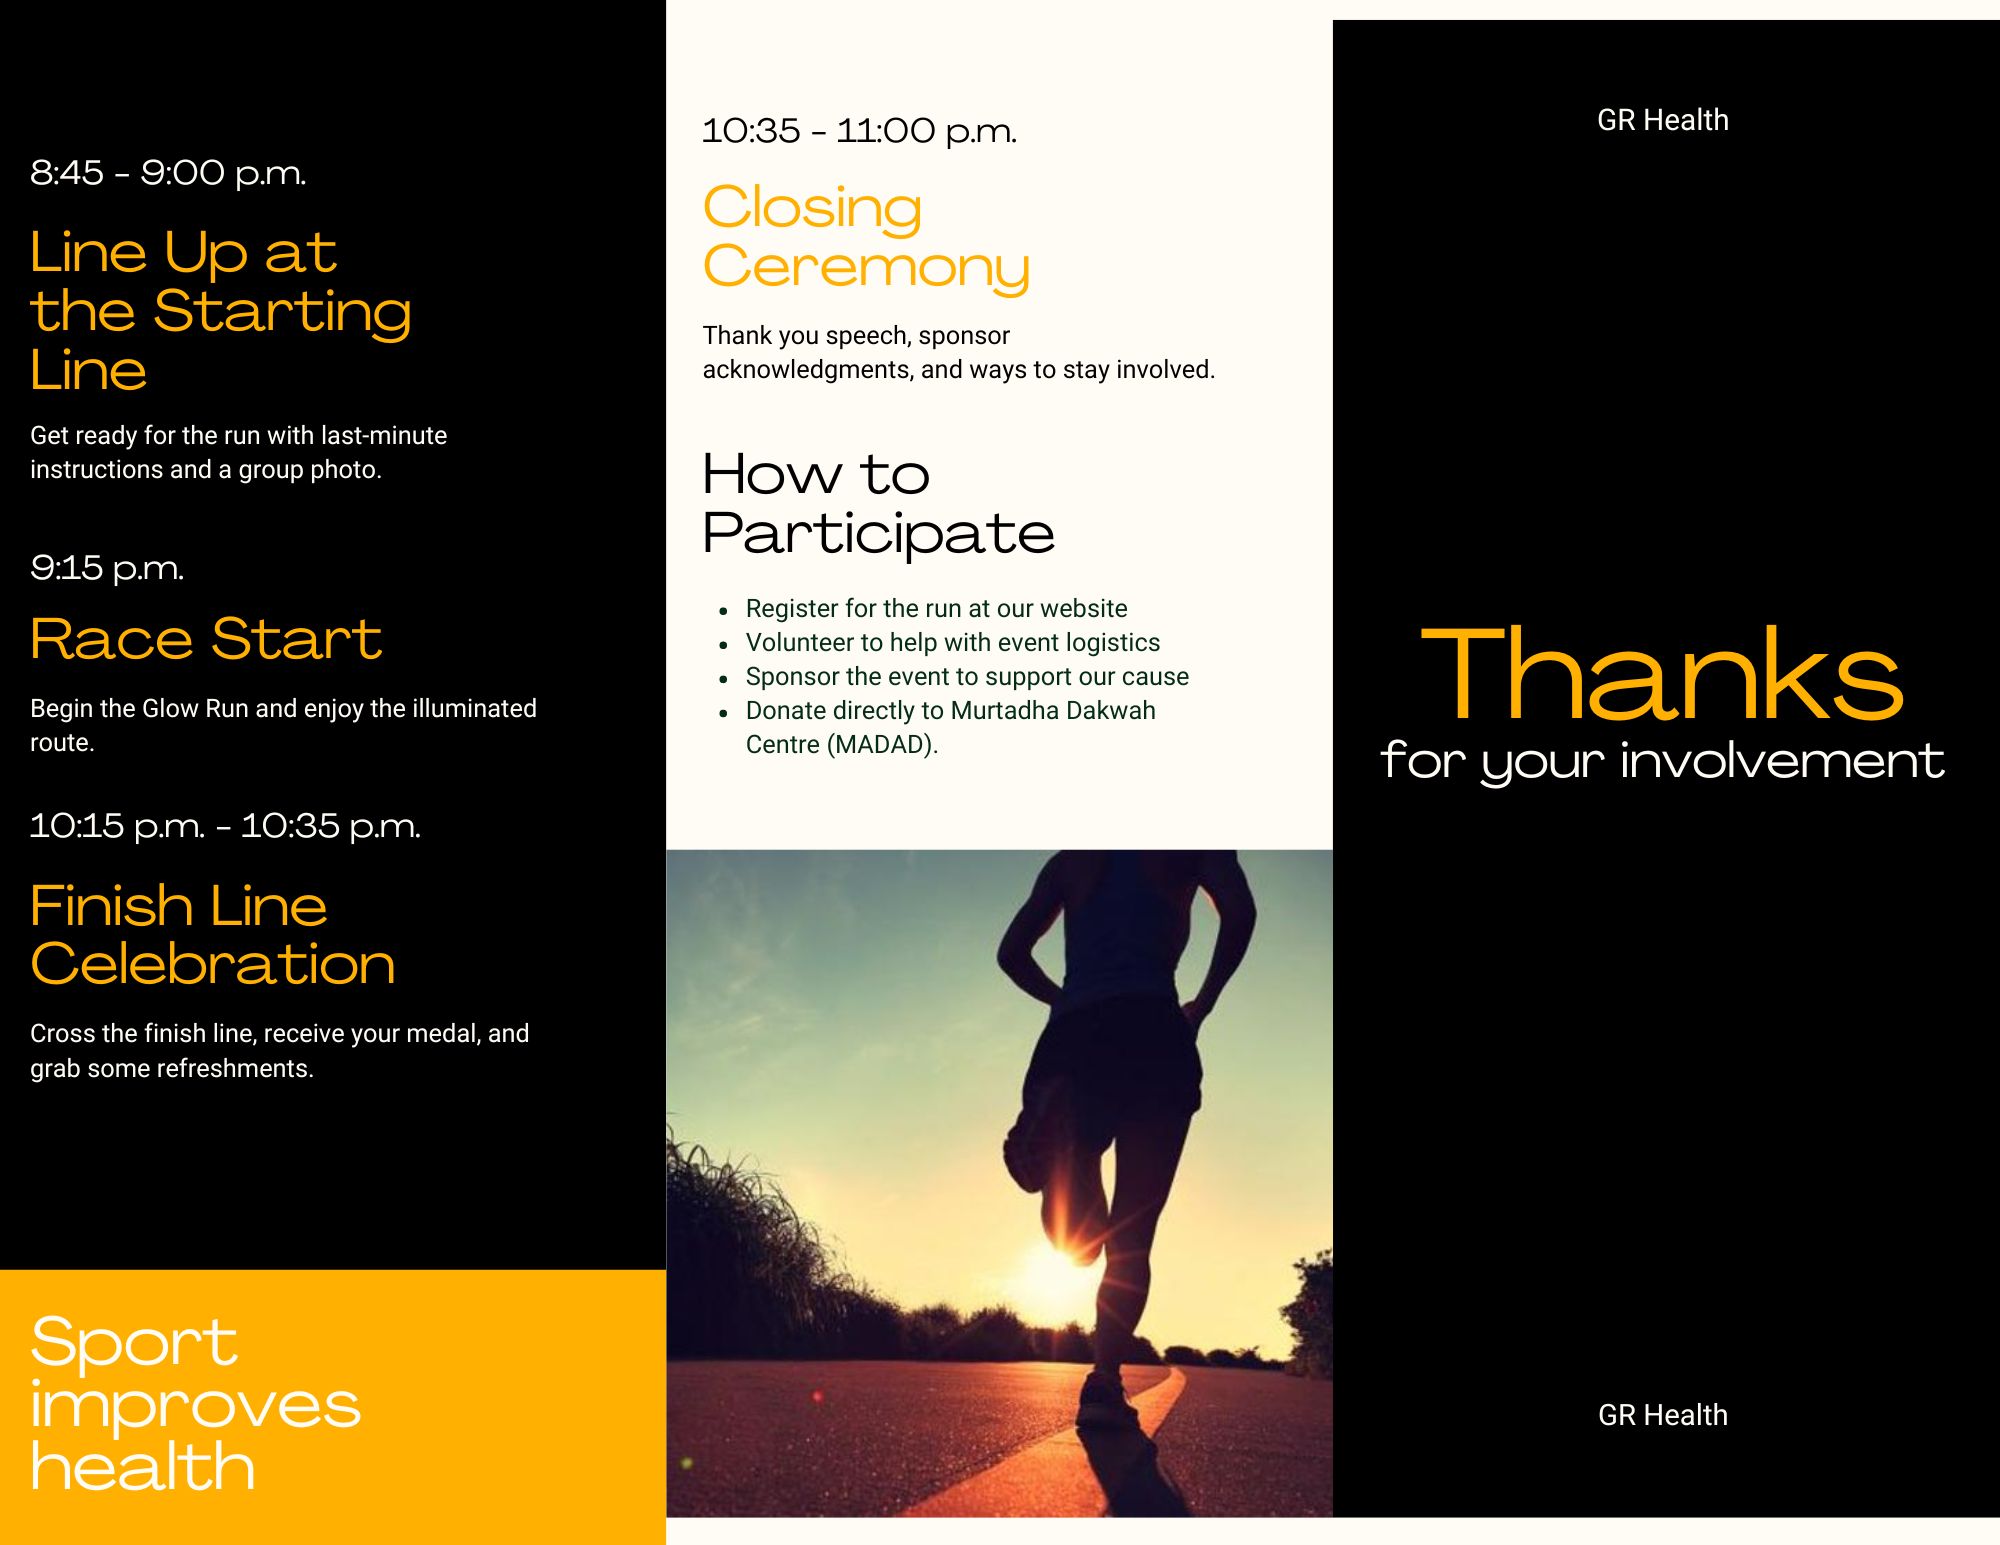 8:45 - 9:00 p.m.
Line Up at
the Starting
Line
Get ready for the run with last-minute
instructions and a group photo.
9:15 p.m.
Race Start
Begin the Glow Run and enjoy the illuminated
route.
10:15 p.m. - 10:35 p.m.
Finish Line
Celebration
Cross the finish line, receive your medal, and
grab some refreshments.
Sport
improves
health
10:35 - 11:00 p.m.
Closing
Ceremony
Thank you speech, sponsor
acknowledgments, and ways to stay involved.
How to
Participate
• Register for the run at our website
• Volunteer to help with event logistics
• Sponsor the event to support our cause
• Donate directly to Murtadha Dakwah
Centre (MADAD).
GR Health
Thanks
for your involvement
GR Health